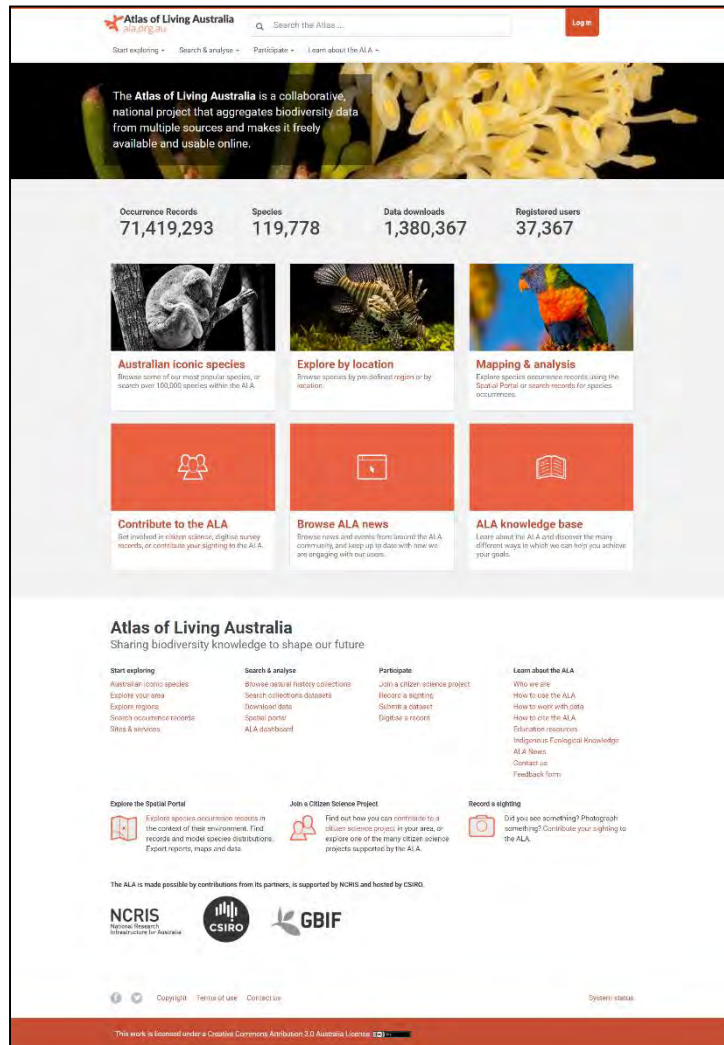 Atlas of Living Australia
ala.org.au
Search the Atlas ...
Log in
Start exploring
Search & analyse
Participate
Learn about the ALA
The Atlas of Living Australia is a collaborative,
national project that aggregates biodiversity data
from multiple sources and makes it freely
available and usable online.
Occurrence Records
71,419,293
Species
119,778
Data downloads
1,380,367
Registered users
37,367
Australian iconic species
Browse some of our most popular species, or
search over 100,000 species within the ALA.
Explore by location
Browse species by pre-defined region or by
location.
Mapping & analysis
Explore species occurrence records using the
Spatial Portal or search records for species
occurrences.
Contribute to the ALA
Get involved in citizen science, digitise survey
records, or contribute your sighting to the ALA.
Browse ALA news
Browse news and events from around the ALA
community, and keep up to date with how we
are engaging with our users.
ALA knowledge base
Learn about the ALA and discover the many
different ways in which we can help you achieve
your goals.
Atlas of Living Australia
Sharing biodiversity knowledge to shape our future
Start exploring
Australian iconic species
Explore your area
Explore regions
Search occurrence records
Sites & services
Search & analyse
Browse natural history collections
Search collections datasets
Download data
Spatial portal
ALA dashboard
Participate
Join a citizen science project
Record a sighting
Submit a dataset
Digitise a record
Learn about the ALA
Who we are
How to use the ALA
How to work with data
How to cite the ALA
Education resources
Indigenous Ecological Knowledge
ALA News
Contact us
Feedback form
Explore the Spatial Portal
Explore species occurrence records in
the context of their environment. Find
records and model species distributions.
Export reports, maps and data.
Join a Citizen Science Project
Find out how you can contribute to a
citizen science project in your area, or
explore one of the many citizen science
projects supported by the ALA.
Record a sighting
Did you see something? Photograph
something? Contribute your sighting to
the ALA.
The ALA is made possible by contributions from its partners, is supported by NCRIS and hosted by CSIRO.
NCRIS
National Research
Infrastructure for Australia
CSIRO
GBIF
Copyright
Terms of use
Contact us
System status
This work is licensed under a Creative Commons Attribution 3.0 Australia License